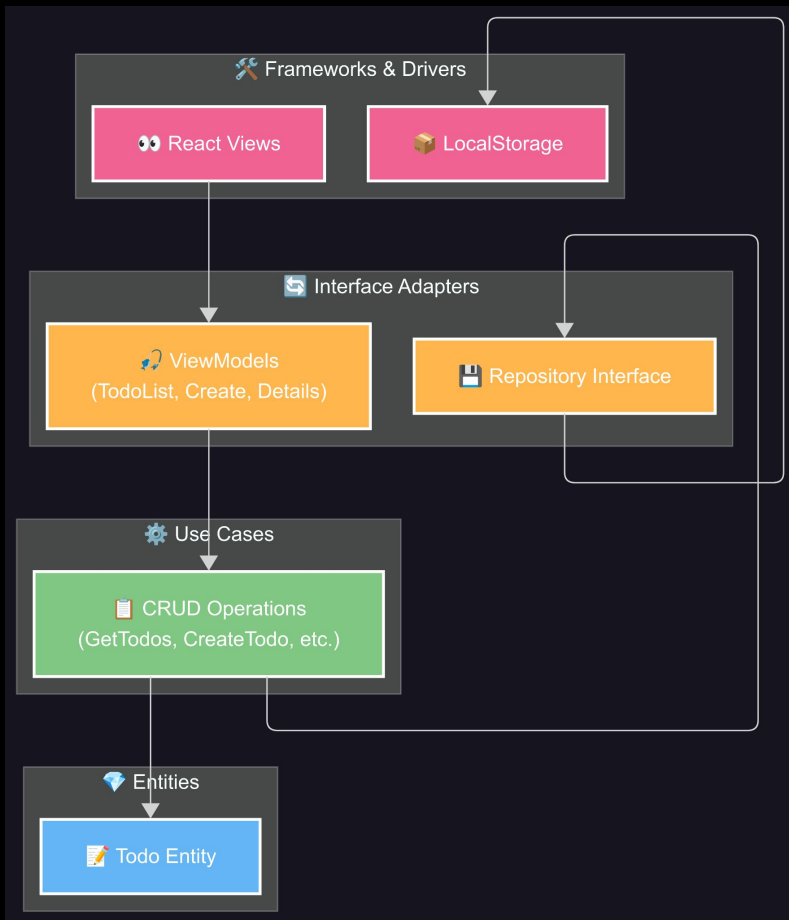 🛠️ Frameworks & Drivers
👀 React Views
📦 LocalStorage
🔄 Interface Adapters
🎣 ViewModels
(TodoList, Create, Details)
💾 Repository Interface
⚙️ Use Cases
📋 CRUD Operations
(GetTodos, CreateTodo, etc.)
💎 Entities
📝 Todo Entity